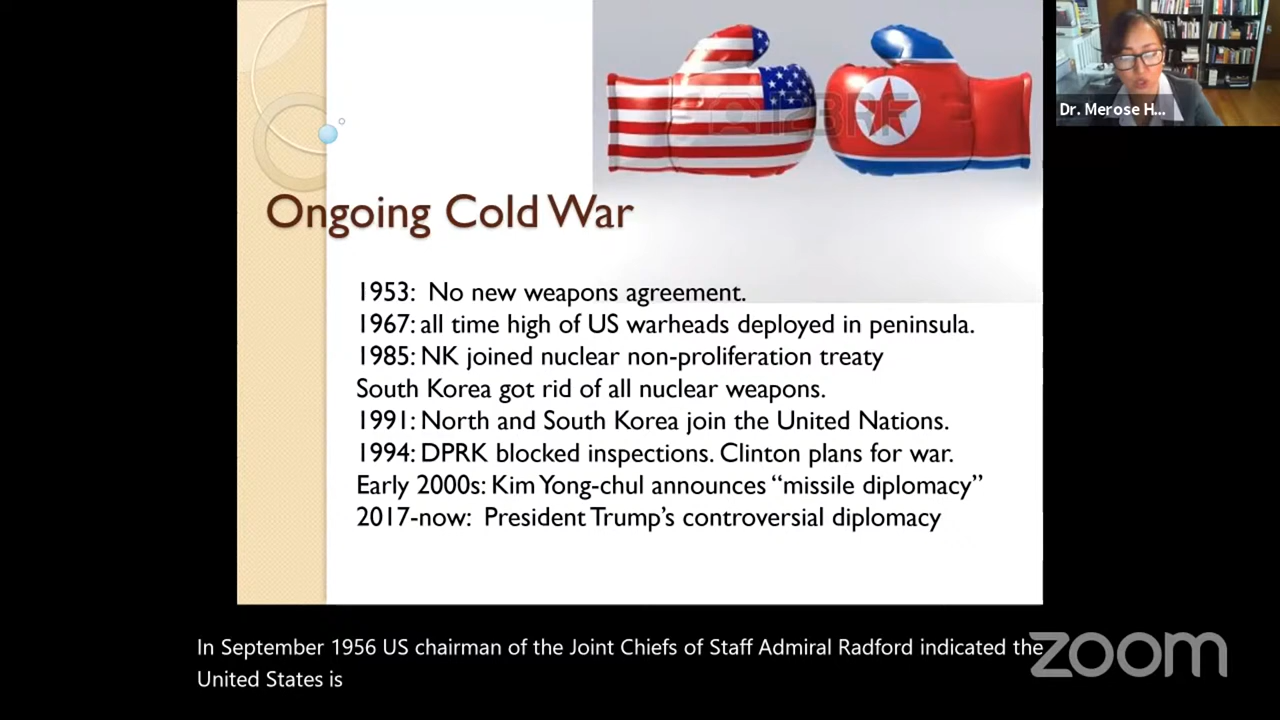 Dr. Merose H...
Ongoing Cold War
1953: No new weapons agreement.
1967: all time high of US warheads deployed in peninsula.
1985: NK joined nuclear non-proliferation treaty
South Korea got rid of all nuclear weapons.
1991: North and South Korea join the United Nations.
1994: DPRK blocked inspections. Clinton plans for war.
Early 2000s: Kim Yong-chul announces “missile diplomacy”
2017-now: President Trump’s controversial diplomacy
In September 1956 US chairman of the Joint Chiefs of Staff Admiral Radford indicated the
United States is
zoom